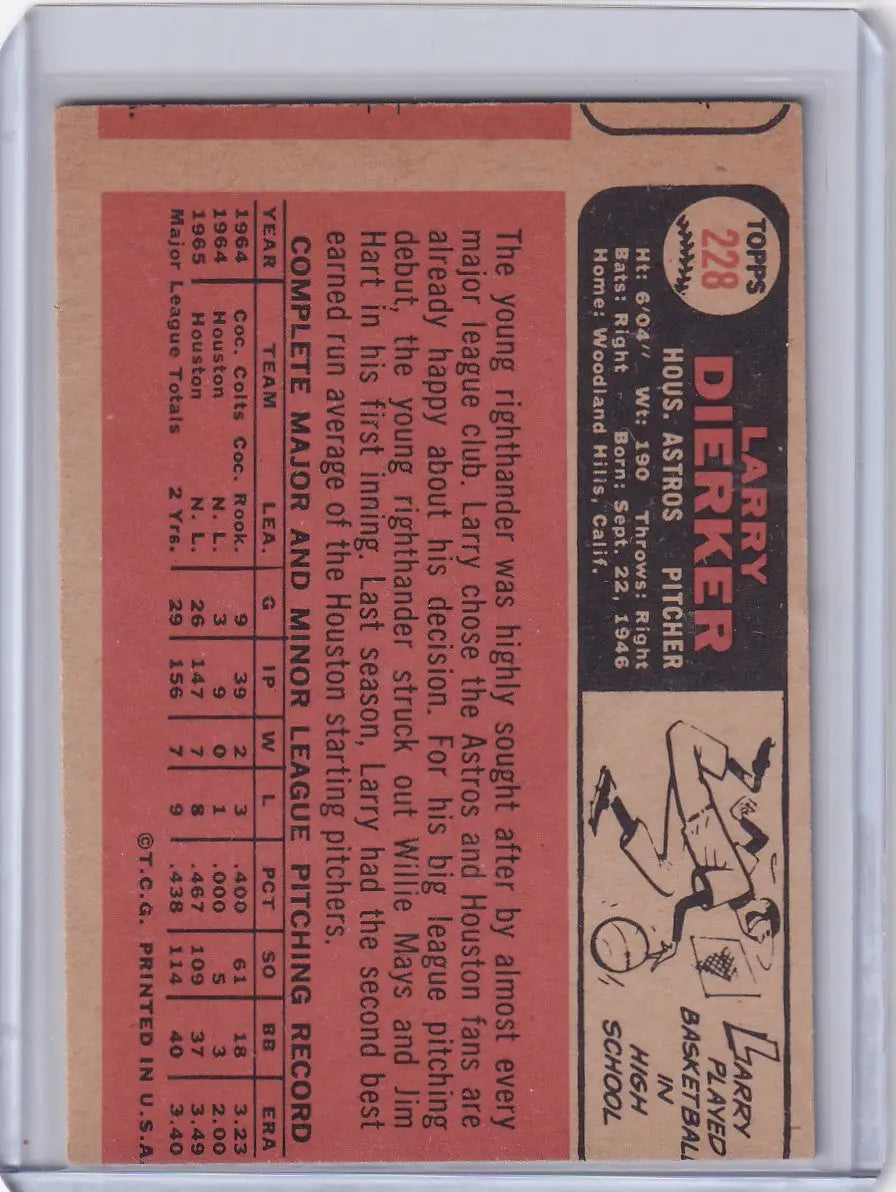 TOPPS
228
LARRY
DIERKER
HOUS. ASTROS PITCHER
Ht: 6'04" Wt: 190 Throws: Right
Bats: Right Born: Sept. 22, 1946
Home: Woodland Hills, Calif.
LARRY
PLAYED
BASKETBALL
IN
HIGH
SCHOOL
The young righthander was highly sought after by almost every
major league club. Larry chose the Astros and Houston fans are
already happy about his decision. For his big league pitching
debut, the young righthander struck out Willie Mays and Jim
Hart in his first inning. Last season, Larry had the second best
earned run average of the Houston starting pitchers.
COMPLETE MAJOR AND MINOR LEAGUE PITCHING RECORD
YEAR TEAM LEA. G IP W L PCT SO BB ERA
1964 Coc. Colts Coc. Rook. 9 39 2 3 .400 61 18 3.23
1964 Houston N. L. 3 9 0 1 .000 5 3 2.00
1965 Houston N. L. 26 147 7 8 .467 109 37 3.49
Major League Totals 2 Yrs. 29 156 7 9 .438 114 40 3.40
©T.C.G. PRINTED IN U.S.A